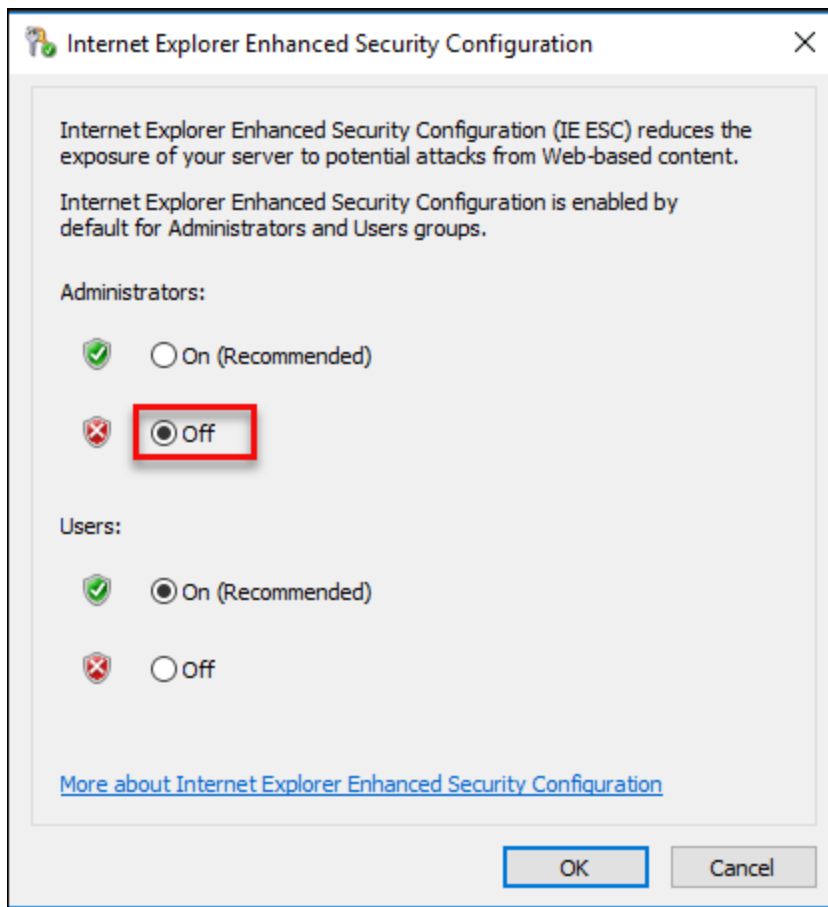 Internet Explorer Enhanced Security Configuration
Internet Explorer Enhanced Security Configuration (IE ESC) reduces the
exposure of your server to potential attacks from Web-based content.
Internet Explorer Enhanced Security Configuration is enabled by
default for Administrators and Users groups.
Administrators:
On (Recommended)
Off
Users:
On (Recommended)
Off
More about Internet Explorer Enhanced Security Configuration
OK Cancel